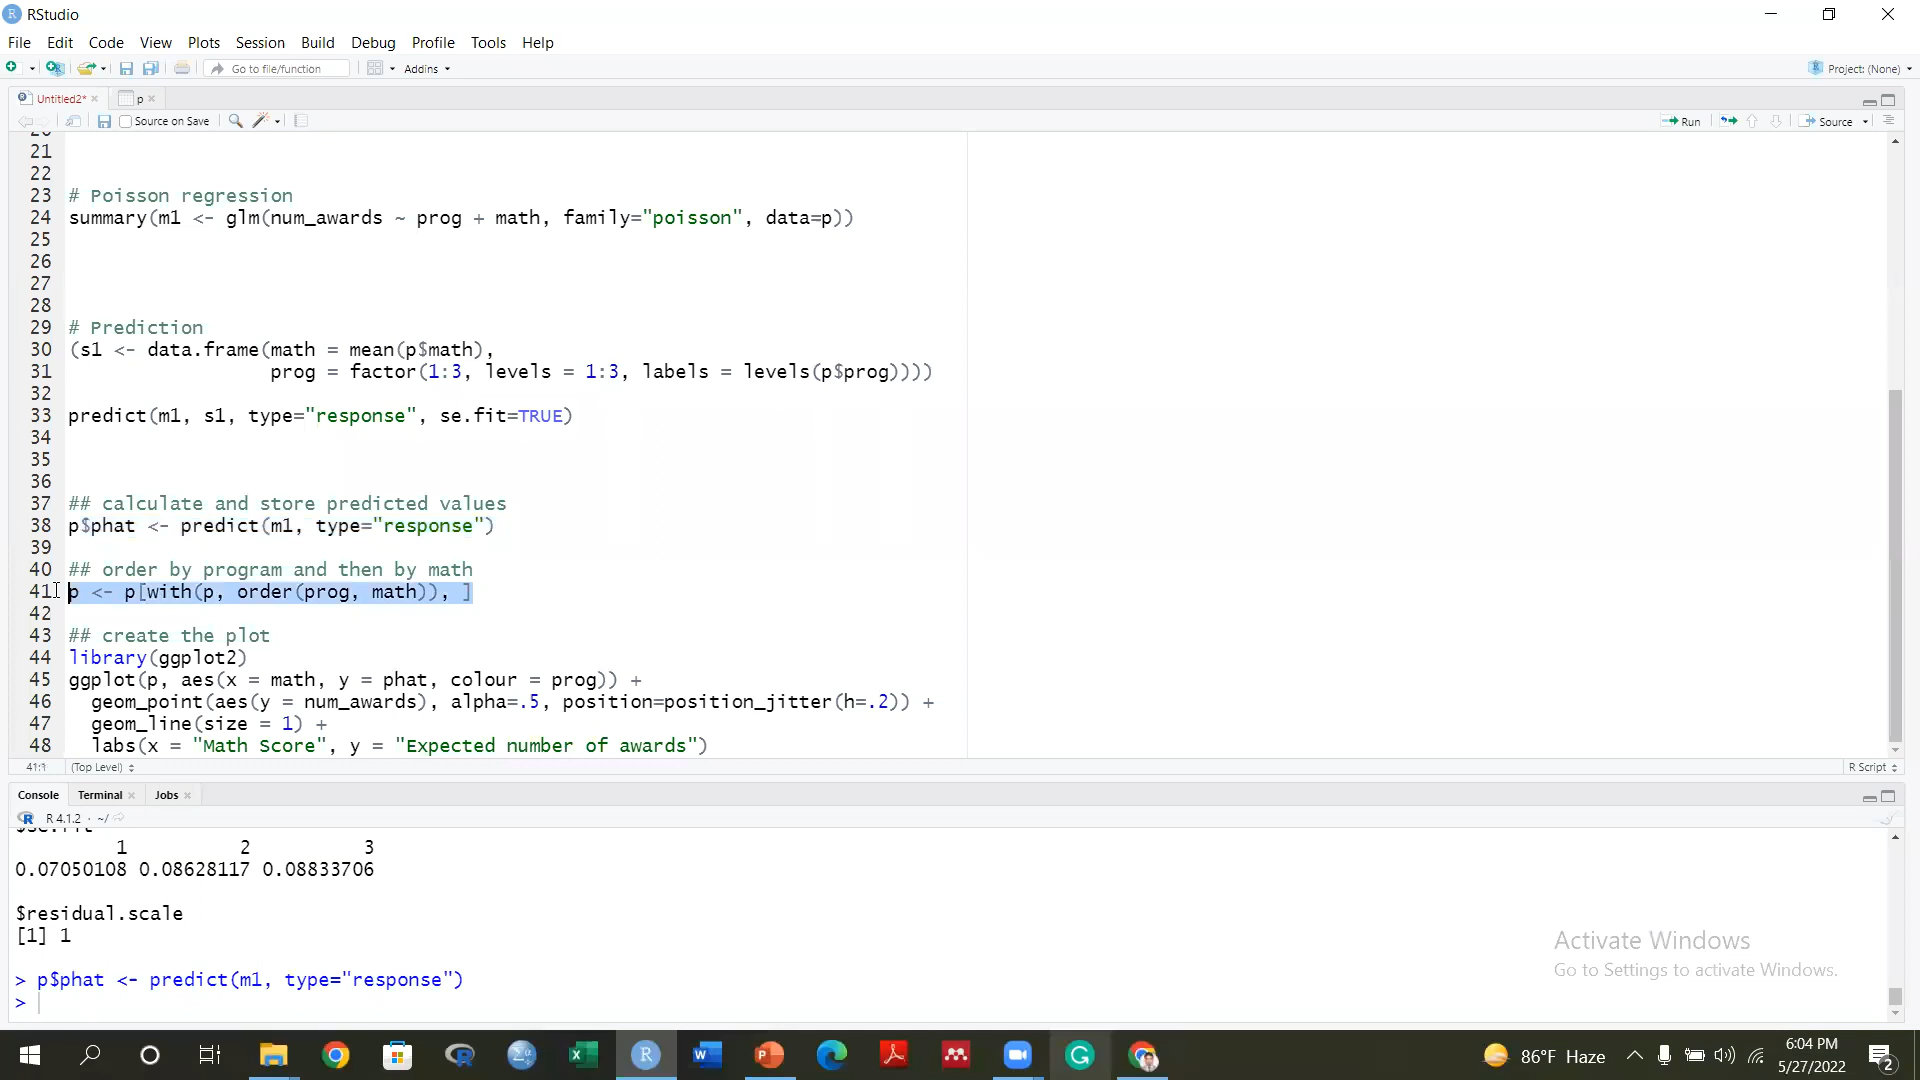 RStudio
File Edit Code View Plots Session Build Debug Profile Tools Help
Go to file/function Addins Project: (None)
Untitled2* p
Source on Save Run Source
21
22
23 # Poisson regression
24 summary(m1 <- glm(num_awards ~ prog + math, family="poisson", data=p))
25
26
27
28
29 # Prediction
30 (s1 <- data.frame(math = mean(p$math),
31 prog = factor(1:3, levels = 1:3, labels = levels(p$prog))))
32
33 predict(m1, s1, type="response", se.fit=TRUE)
34
35
36
37 ## calculate and store predicted values
38 p$phat <- predict(m1, type="response")
39
40 ## order by program and then by math
41 p <- p[with(p, order(prog, math)), ]
42
43 ## create the plot
44 library(ggplot2)
45 ggplot(p, aes(x = math, y = phat, colour = prog)) +
46 geom_point(aes(y = num_awards), alpha=.5, position=position_jitter(h=.2)) +
47 geom_line(size = 1) +
48 labs(x = "Math Score", y = "Expected number of awards")
41:1 (Top Level) R Script
Console Terminal Jobs
R 4.1.2 · ~/
$se.fit
1 2 3
0.07050108 0.08628117 0.08833706
$residual.scale
[1] 1
> p$phat <- predict(m1, type="response")
>
Activate Windows
Go to Settings to activate Windows.
86°F Haze 6:04 PM
5/27/2022
2